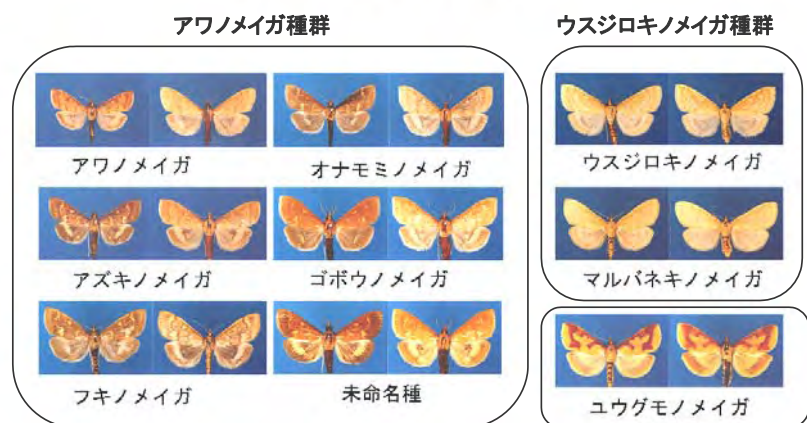 アワノメイガ種群
ウスジロキノメイガ種群
アワノメイガ
オナモミノメイガ
ウスジロキノメイガ
アズキノメイガ
ゴボウノメイガ
マルバネキノメイガ
フキノメイガ
未命名種
ユウグモノメイガ